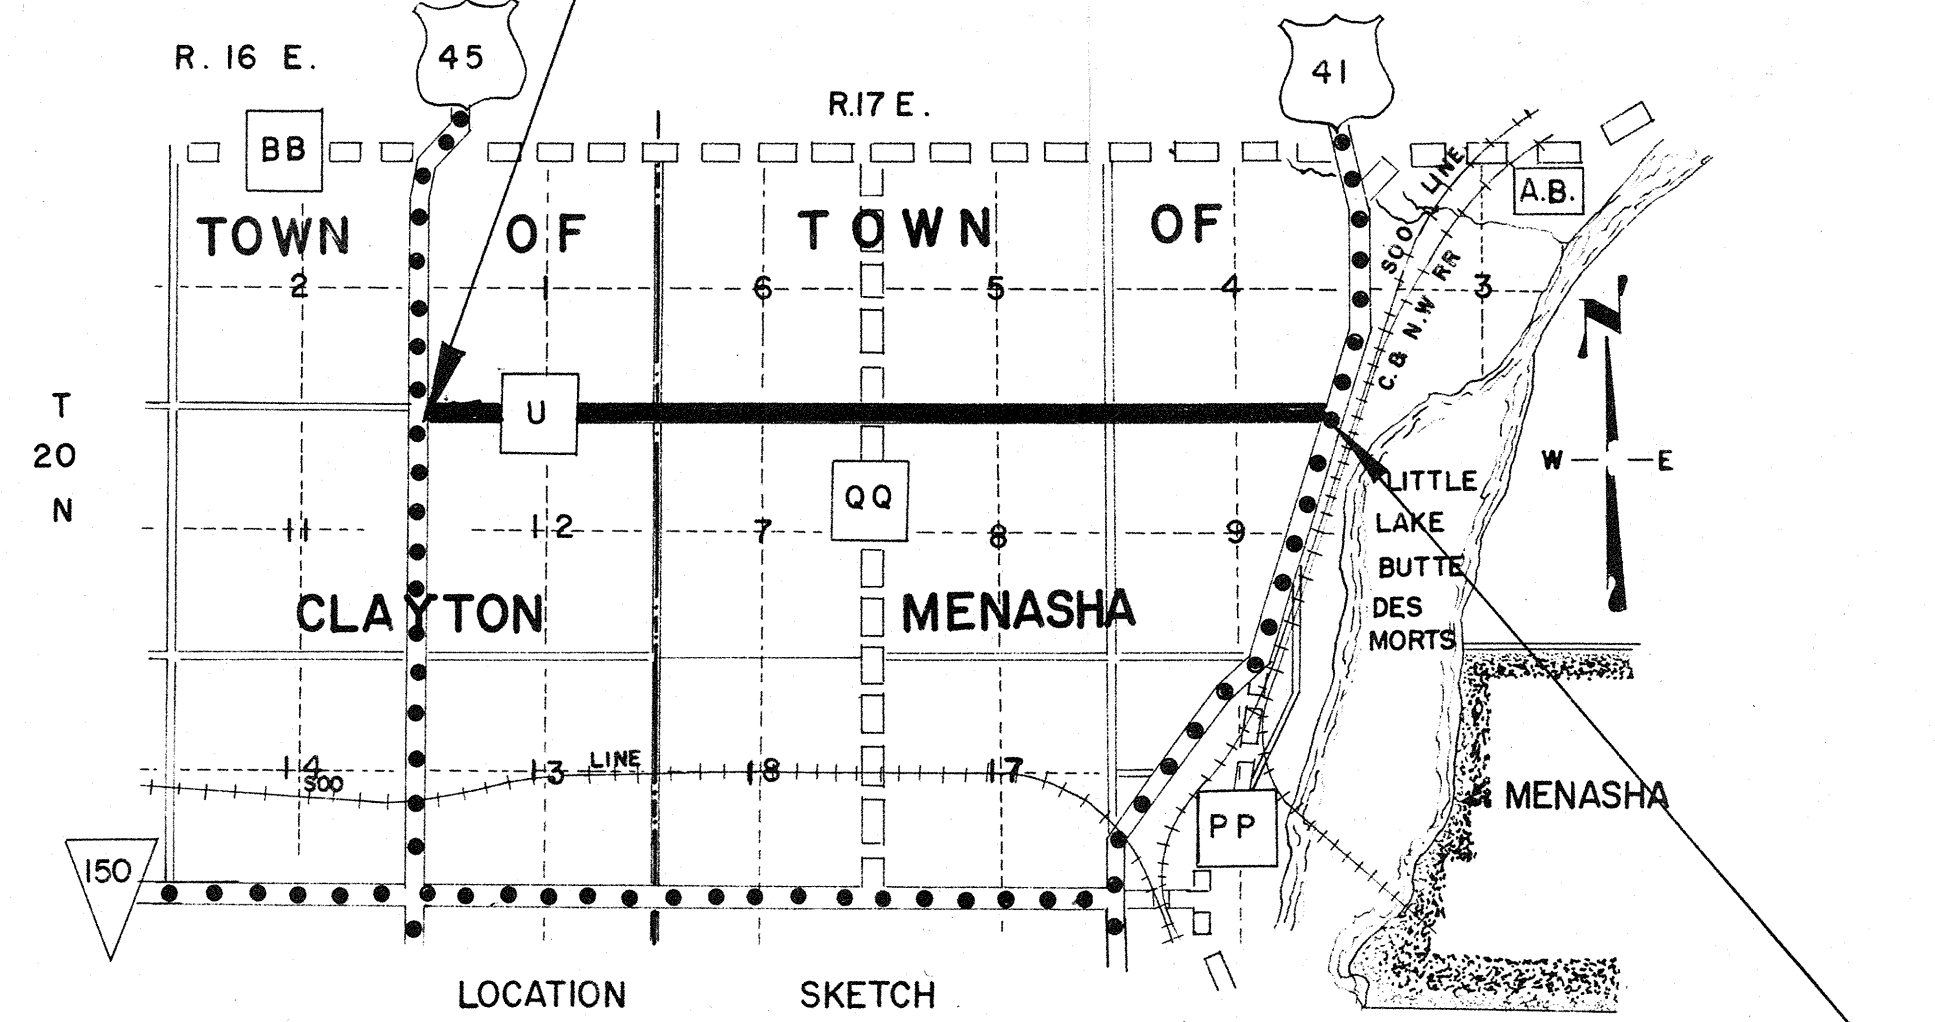 45
41
R. 16 E.
R.17 E.
BB
SOO LINE
A.B.
TOWN OF
TOWN OF
C. & N.W RR
2 1 6 5 4 3
N
T
20
N
U
W E
QQ
LITTLE
LAKE
BUTTE
DES
MORTS
11 12 7 8 9
CLAYTON
MENASHA
SOO LINE
14 13 18 17
MENASHA
PP
150
LOCATION SKETCH